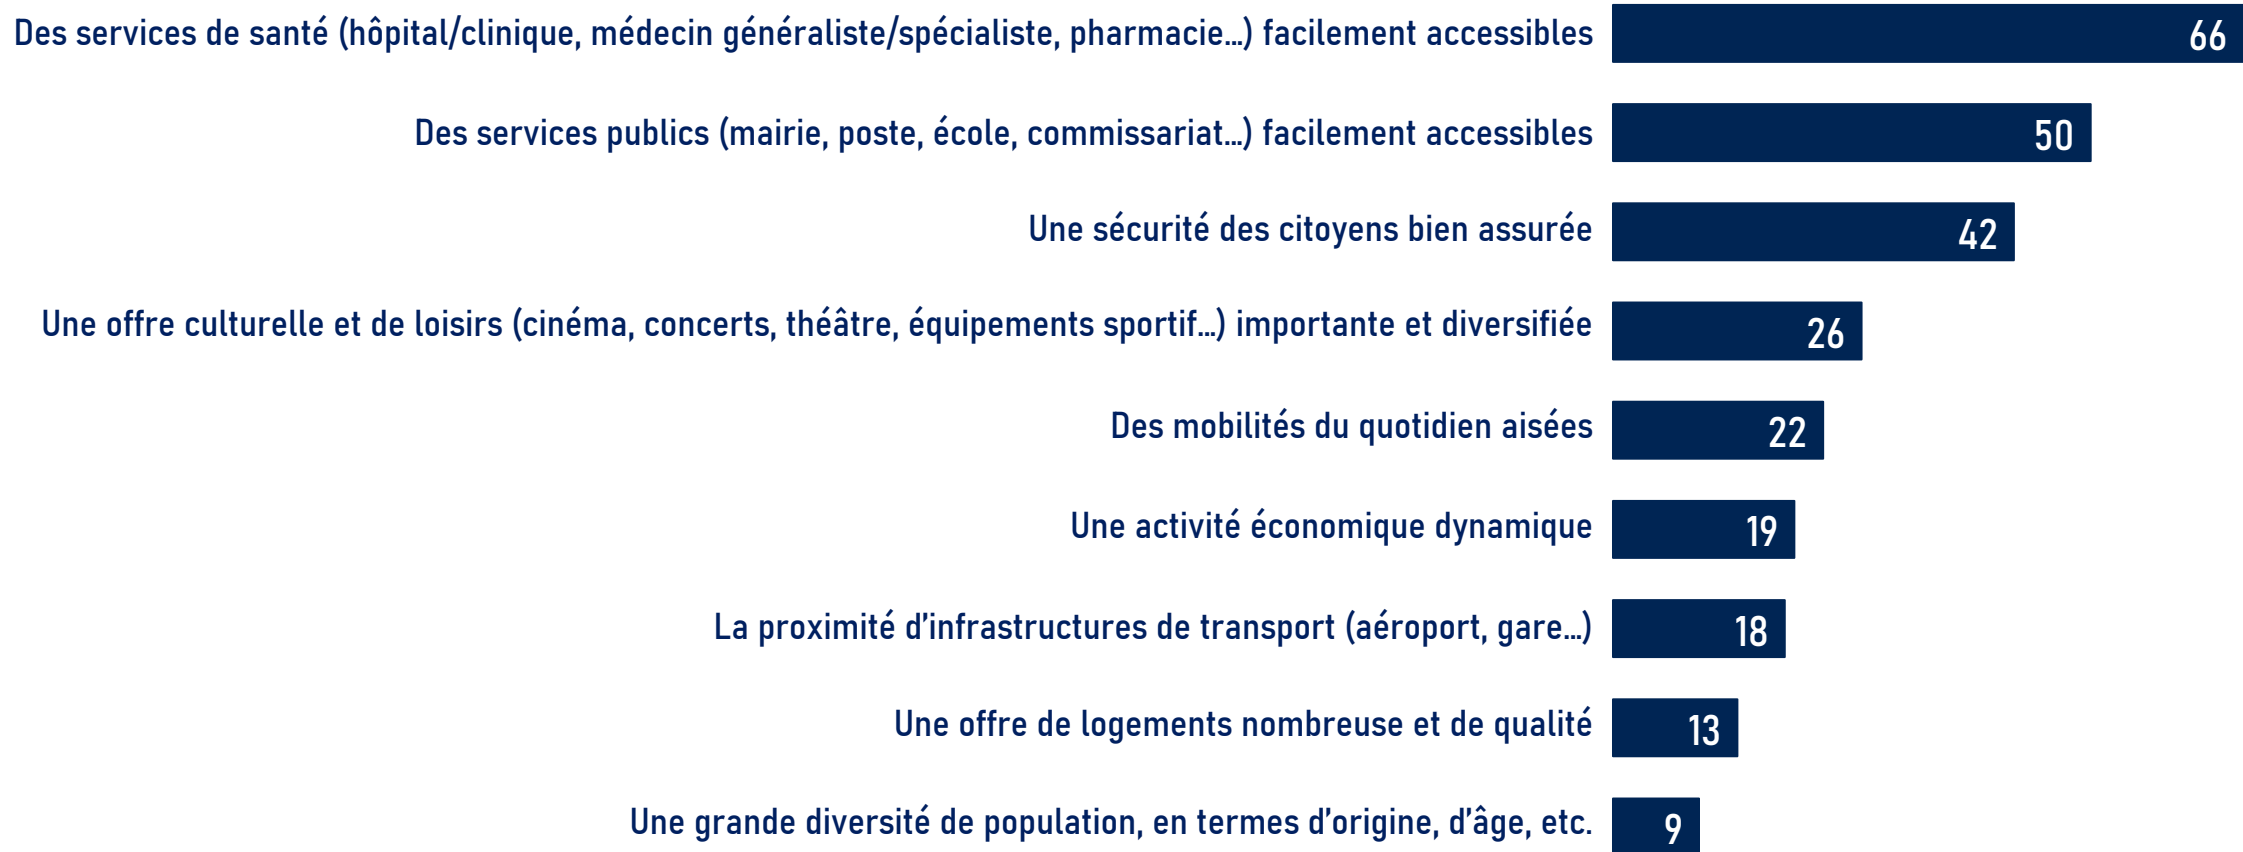 Des services de santé (hôpital/clinique, médecin généraliste/spécialiste, pharmacie…) facilement accessibles 66
Des services publics (mairie, poste, école, commissariat…) facilement accessibles 50
Une sécurité des citoyens bien assurée 42
Une offre culturelle et de loisirs (cinéma, concerts, théâtre, équipements sportif…) importante et diversifiée 26
Des mobilités du quotidien aisées 22
Une activité économique dynamique 19
La proximité d’infrastructures de transport (aéroport, gare…) 18
Une offre de logements nombreuse et de qualité 13
Une grande diversité de population, en termes d’origine, d’âge, etc. 9